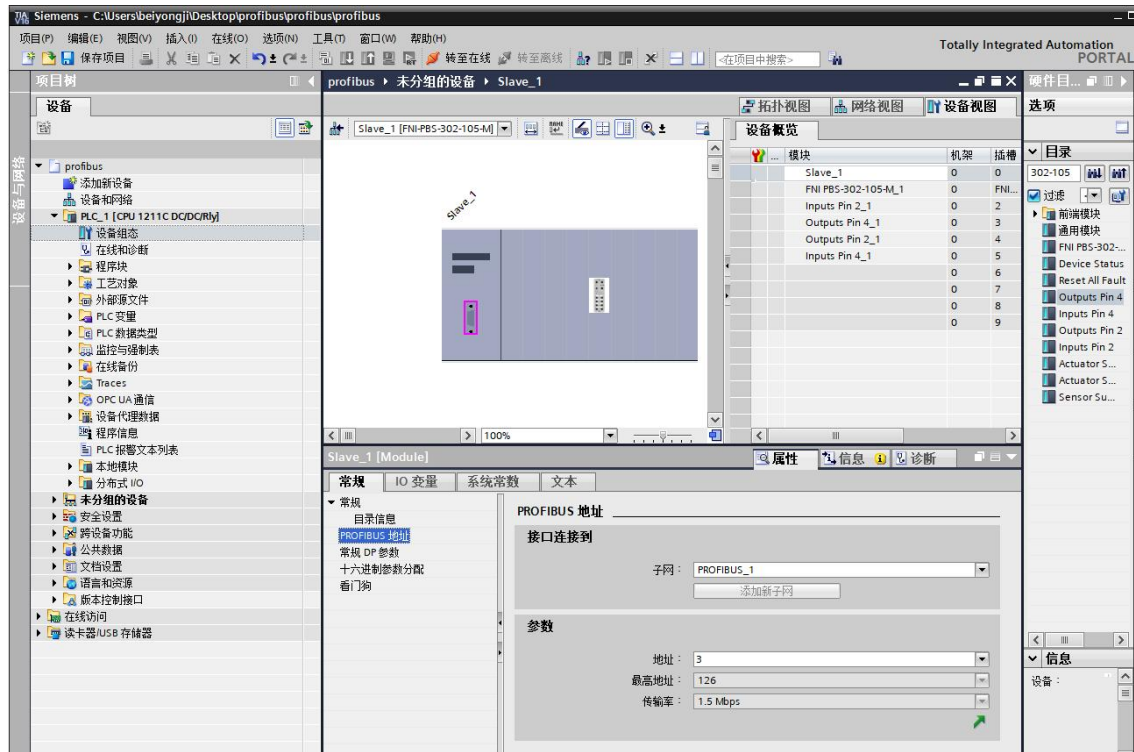 Siemens - C:\Users\beiyongji\Desktop\profibus\profibus\profibus
项目(P) 编辑(E) 视图(V) 插入(I) 在线(O) 选项(N) 工具(T) 窗口(W) 帮助(H)
Totally Integrated Automation
PORTAL
保存项目 转至在线 转至离线 <在项目中搜索>
项目树
设备
设备与网络
profibus
添加新设备
设备和网络
PLC_1 [CPU 1211C DC/DC/Rly]
设备组态
在线和诊断
程序块
工艺对象
外部源文件
PLC 变量
PLC 数据类型
监控与强制表
在线备份
Traces
OPC UA 通信
设备代理数据
程序信息
PLC 报警文本列表
本地模块
分布式 I/O
未分组的设备
安全设置
跨设备功能
公共数据
文档设置
语言和资源
版本控制接口
在线访问
读卡器/USB 存储器
profibus 未分组的设备 Slave_1
拓扑视图 网络视图 设备视图
Slave_1 [FNI-PBS-302-105-M]
Slave_1
100%
设备概览
... 模块 机架 插槽
Slave_1 0 0
FNI PBS-302-105-M_1 0 FNI...
Inputs Pin 2_1 0 2
Outputs Pin 4_1 0 3
Outputs Pin 2_1 0 4
Inputs Pin 4_1 0 5
0 6
0 7
0 8
0 9
Slave_1 [Module]
属性 信息 诊断
常规 IO 变量 系统常数 文本
常规
目录信息
PROFIBUS 地址
常规 DP 参数
十六进制参数分配
看门狗
PROFIBUS 地址
接口连接到
子网： PROFIBUS_1
添加新子网
参数
地址： 3
最高地址： 126
传输率： 1.5 Mbps
硬件目...
选项
目录
302-105
过滤
前端模块
通用模块
FNI PBS-302-...
Device Status
Reset All Fault
Outputs Pin 4
Inputs Pin 4
Outputs Pin 2
Inputs Pin 2
Actuator S...
Actuator S...
Sensor Su...
信息
设备：